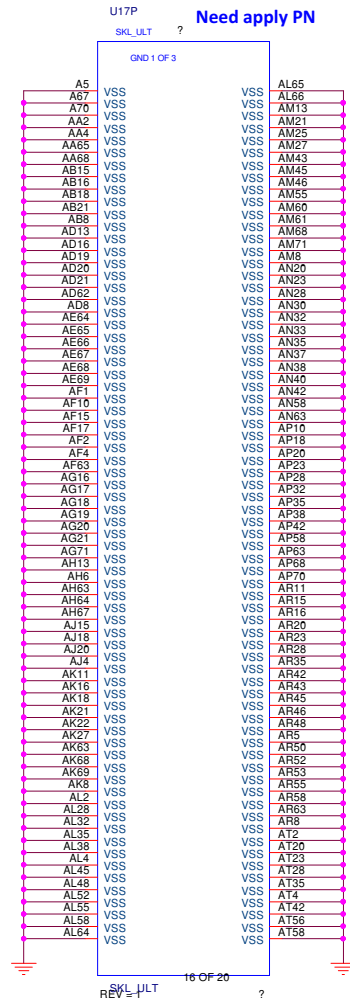 U17P
Need apply PN
SKL_ULT ?
GND 1 OF 3
A5 VSS VSS AL65
A67 VSS VSS AL66
A70 VSS VSS AM13
AA2 VSS VSS AM21
AA4 VSS VSS AM25
AA65 VSS VSS AM27
AA68 VSS VSS AM43
AB15 VSS VSS AM45
AB16 VSS VSS AM46
AB18 VSS VSS AM55
AB21 VSS VSS AM60
AB8 VSS VSS AM61
AD13 VSS VSS AM68
AD16 VSS VSS AM71
AD19 VSS VSS AM8
AD20 VSS VSS AN20
AD21 VSS VSS AN23
AD62 VSS VSS AN28
AD8 VSS VSS AN30
AE64 VSS VSS AN32
AE65 VSS VSS AN33
AE66 VSS VSS AN35
AE67 VSS VSS AN37
AE68 VSS VSS AN38
AE69 VSS VSS AN40
AF1 VSS VSS AN42
AF10 VSS VSS AN58
AF15 VSS VSS AN63
AF17 VSS VSS AP10
AF2 VSS VSS AP18
AF4 VSS VSS AP20
AF63 VSS VSS AP23
AG16 VSS VSS AP28
AG17 VSS VSS AP32
AG18 VSS VSS AP35
AG19 VSS VSS AP38
AG20 VSS VSS AP42
AG21 VSS VSS AP58
AG71 VSS VSS AP63
AH13 VSS VSS AP68
AH6 VSS VSS AP70
AH63 VSS VSS AR11
AH64 VSS VSS AR15
AH67 VSS VSS AR16
AJ15 VSS VSS AR20
AJ18 VSS VSS AR23
AJ20 VSS VSS AR28
AJ4 VSS VSS AR35
AK11 VSS VSS AR42
AK16 VSS VSS AR43
AK18 VSS VSS AR45
AK21 VSS VSS AR46
AK22 VSS VSS AR48
AK27 VSS VSS AR5
AK63 VSS VSS AR50
AK68 VSS VSS AR52
AK69 VSS VSS AR53
AK8 VSS VSS AR55
AL2 VSS VSS AR58
AL28 VSS VSS AR63
AL32 VSS VSS AR8
AL35 VSS VSS AT2
AL38 VSS VSS AT20
AL4 VSS VSS AT23
AL45 VSS VSS AT28
AL48 VSS VSS AT35
AL52 VSS VSS AT4
AL55 VSS VSS AT42
AL58 VSS VSS AT56
AL64 VSS VSS AT58
16 OF 20
SKL_ULT
REV = 1 ?